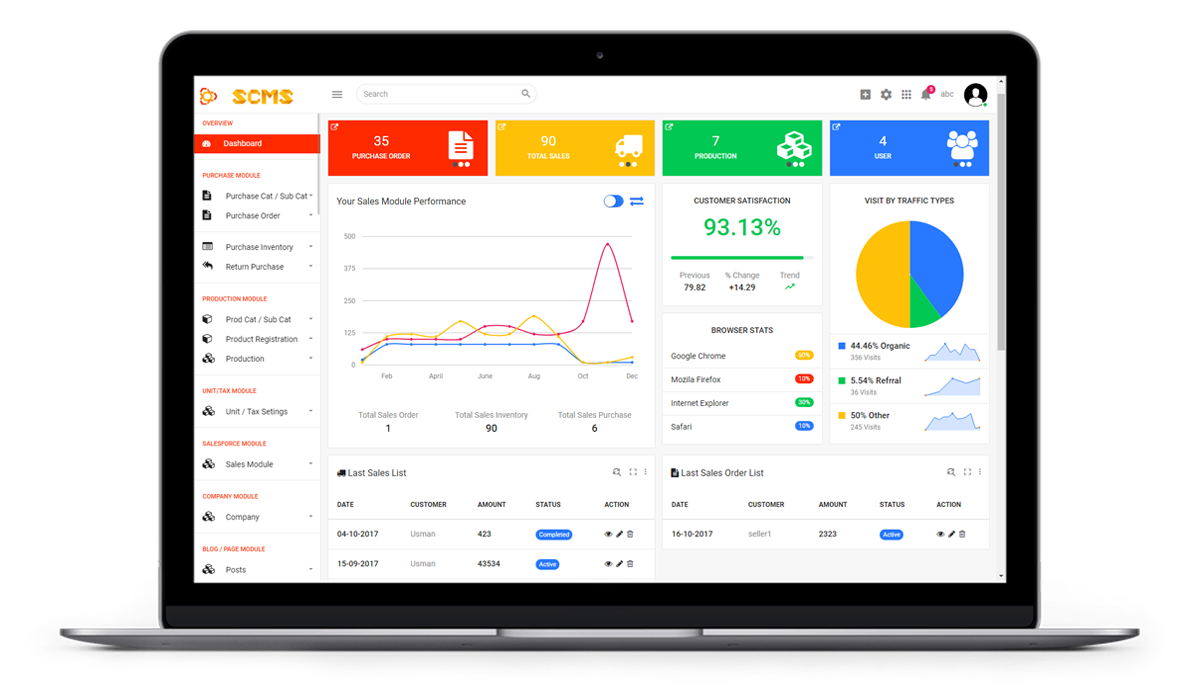 SCMS
Search
5
abc
OVERVIEW
Dashboard
PURCHASE MODULE
Purchase Cat / Sub Cat
Purchase Order
Purchase Inventory
Return Purchase
PRODUCTION MODULE
Prod Cat / Sub Cat
Product Registration
Production
UNIT/TAX MODULE
Unit / Tax Setings
SALESFORCE MODULE
Sales Module
COMPANY MODULE
Company
BLOG / PAGE MODULE
Posts
35
PURCHASE ORDER
90
TOTAL SALES
7
PRODUCTION
4
USER
Your Sales Module Performance
500
375
250
125
0
Feb April June Aug Oct Dec
Total Sales Order Total Sales Inventory Total Sales Purchase
1 90 6
CUSTOMER SATISFACTION
93.13%
Previous % Change Trend
79.82 +14.29
BROWSER STATS
Google Chrome 50%
Mozila Firefox 10%
Internet Explorer 30%
Safari 10%
VISIT BY TRAFFIC TYPES
44.46% Organic
356 Visits
5.54% Refrral
36 Visits
50% Other
245 Visits
Last Sales List
DATE CUSTOMER AMOUNT STATUS ACTION
04-10-2017 Usman 423 Completed
15-09-2017 Usman 43534 Active
Last Sales Order List
DATE CUSTOMER AMOUNT STATUS ACTION
16-10-2017 seller1 2323 Active